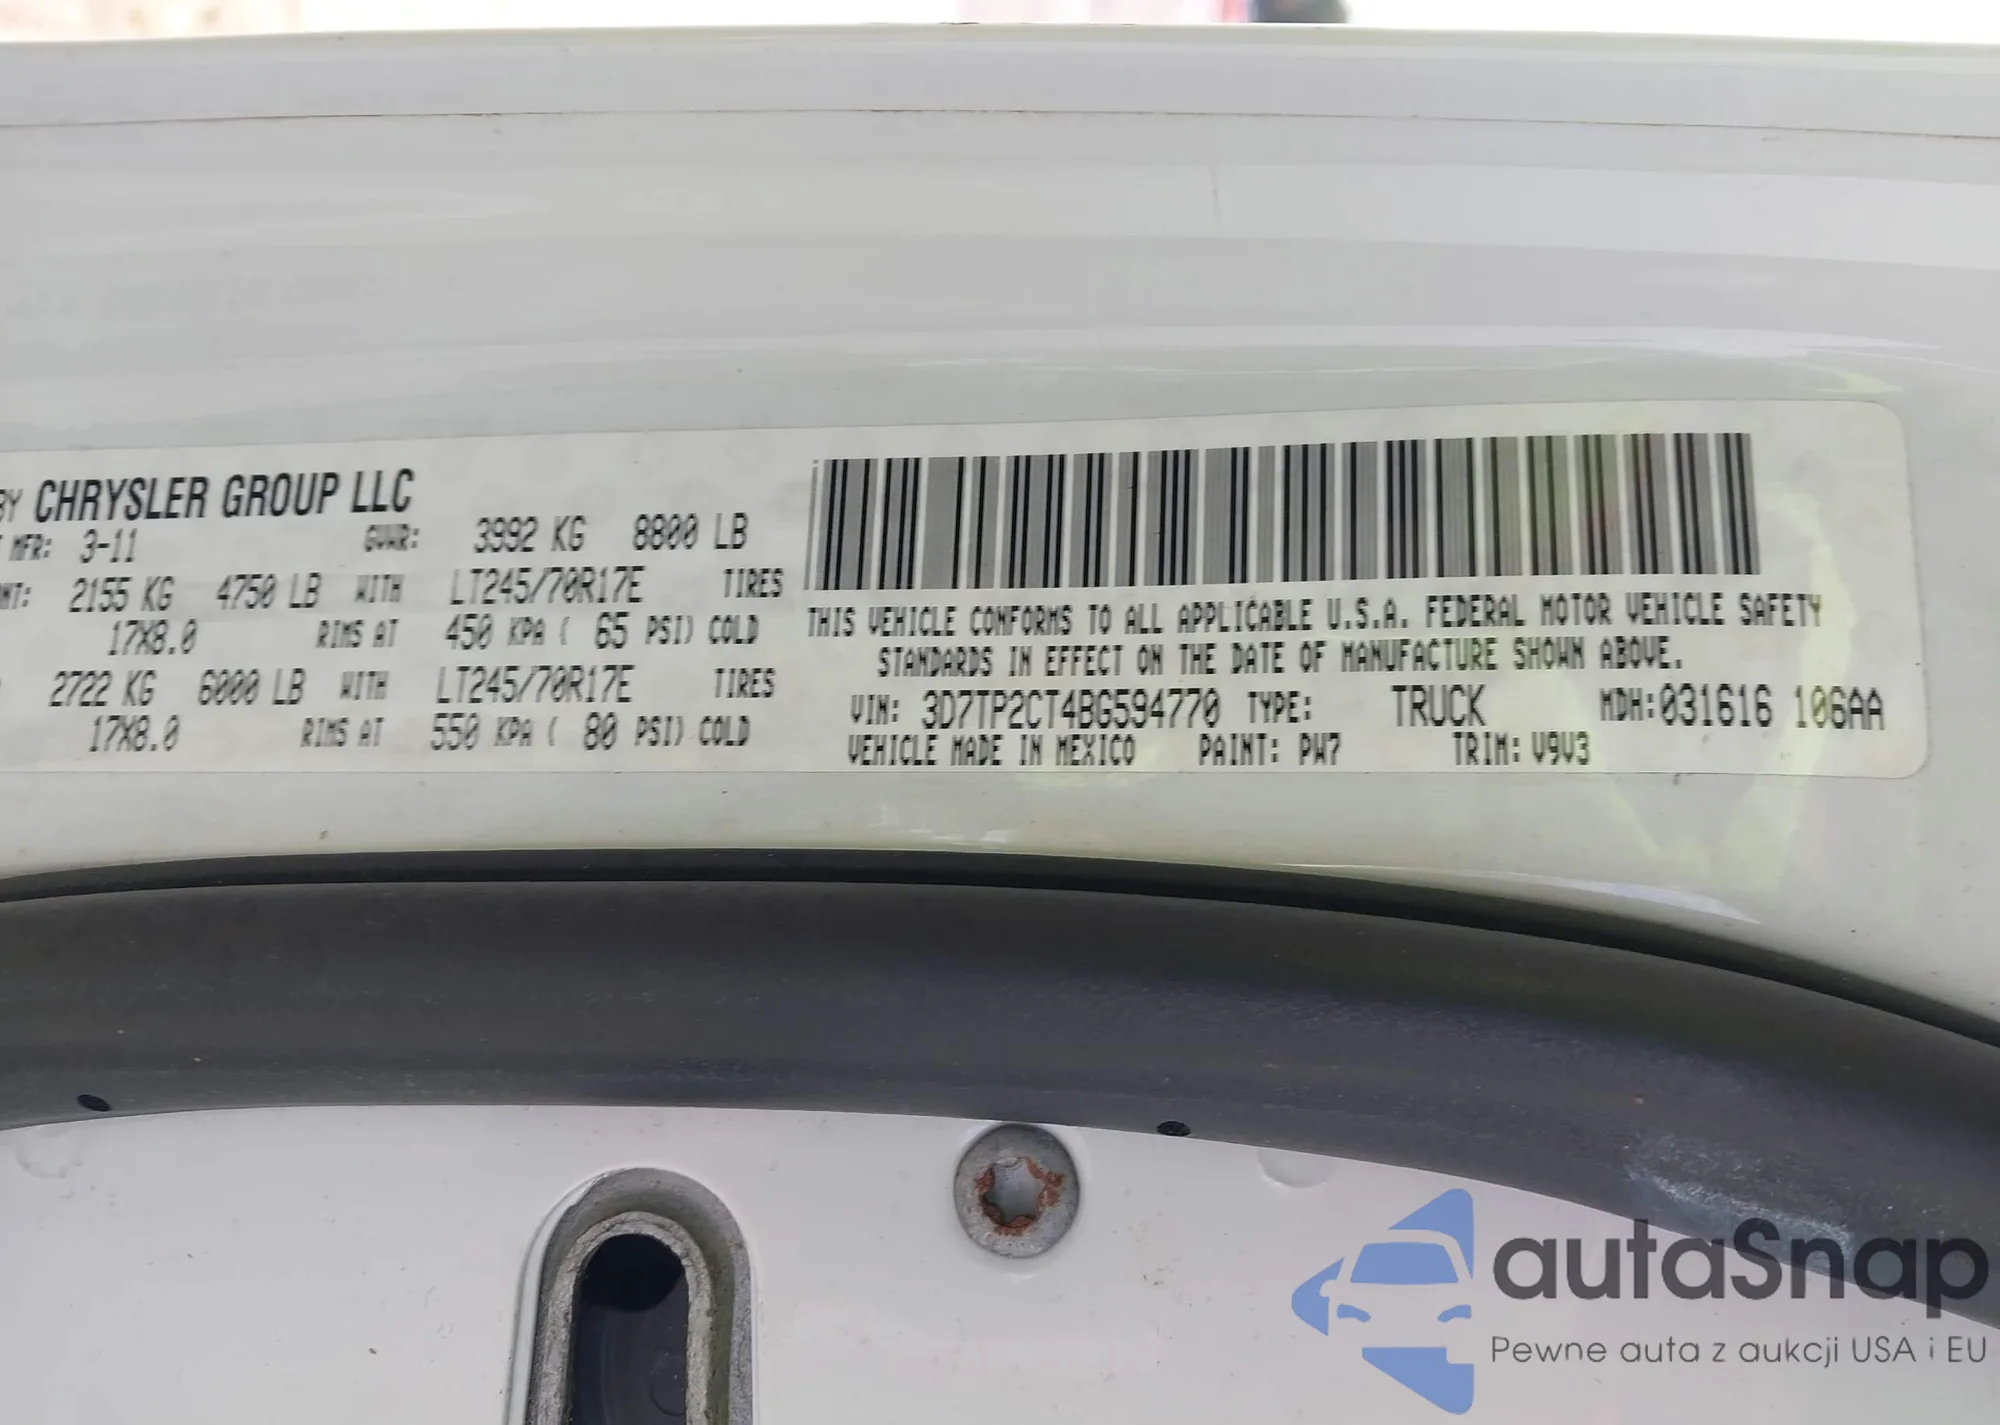 BY CHRYSLER GROUP LLC
MFR: 3-11 GVWR: 3992 KG 8800 LB
2155 KG 4750 LB WITH LT245/70R17E TIRES
17X8.0 RIMS AT 450 KPA ( 65 PSI) COLD
2722 KG 6000 LB WITH LT245/70R17E TIRES
17X8.0 RIMS AT 550 KPA ( 80 PSI) COLD
THIS VEHICLE CONFORMS TO ALL APPLICABLE U.S.A. FEDERAL MOTOR VEHICLE SAFETY
STANDARDS IN EFFECT ON THE DATE OF MANUFACTURE SHOWN ABOVE.
VIN: 3D7TP2CT4BG594770 TYPE: TRUCK MDH:031616 106AA
VEHICLE MADE IN MEXICO PAINT: PW7 TRIM: V9V3
autaSnap
Pewne auta z aukcji USA i EU